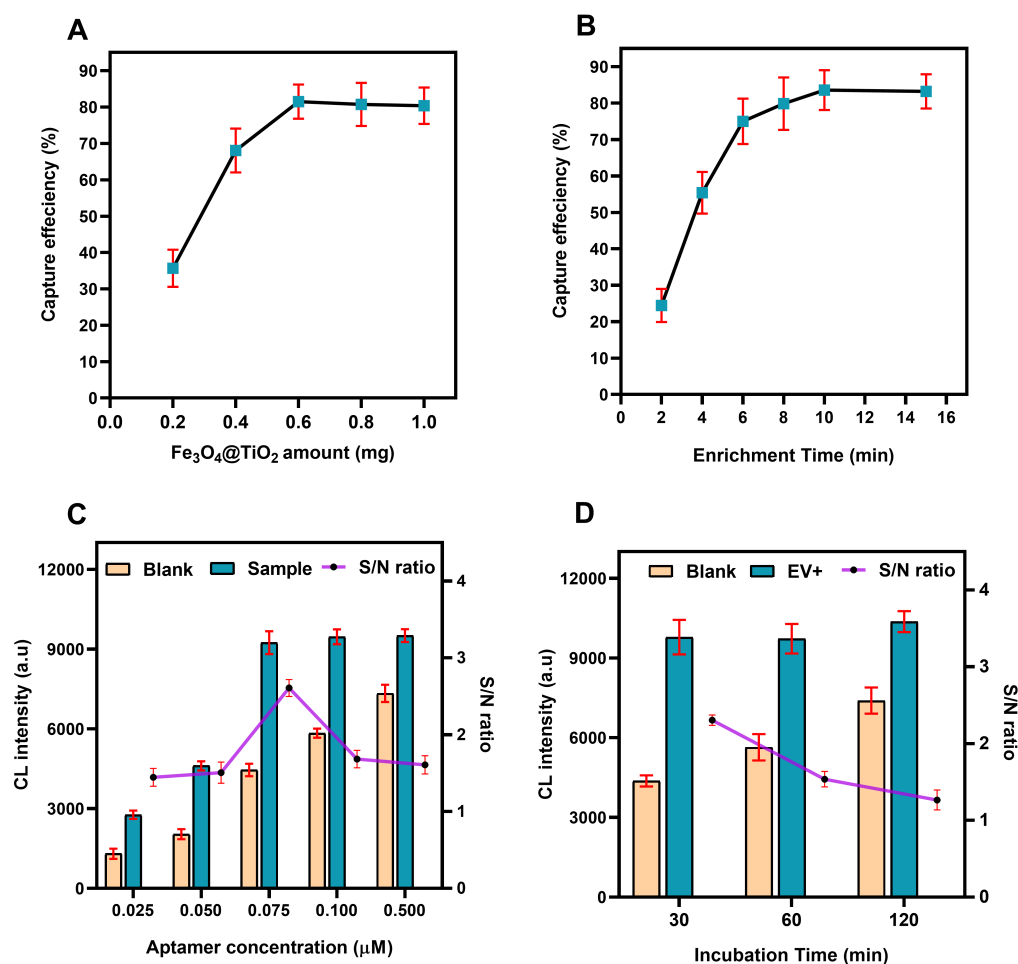 A
Capture effeciency (%)
90
80
70
60
50
40
30
20
10
0
0.0 0.2 0.4 0.6 0.8 1.0
Fe₃O₄@TiO₂ amount (mg)
B
Capture effeciency (%)
90
80
70
60
50
40
30
20
10
0
0 2 4 6 8 10 12 14 16
Enrichment Time (min)
C
Blank Sample S/N ratio
CL intensity (a.u)
12000
9000
6000
3000
0
S/N ratio
4
3
2
1
0
0.025 0.050 0.075 0.100 0.500
Aptamer concentration (μM)
D
Blank EV+ S/N ratio
CL intensity (a.u)
12000
9000
6000
3000
0
S/N ratio
4
3
2
1
0
30 60 120
Incubation Time (min)